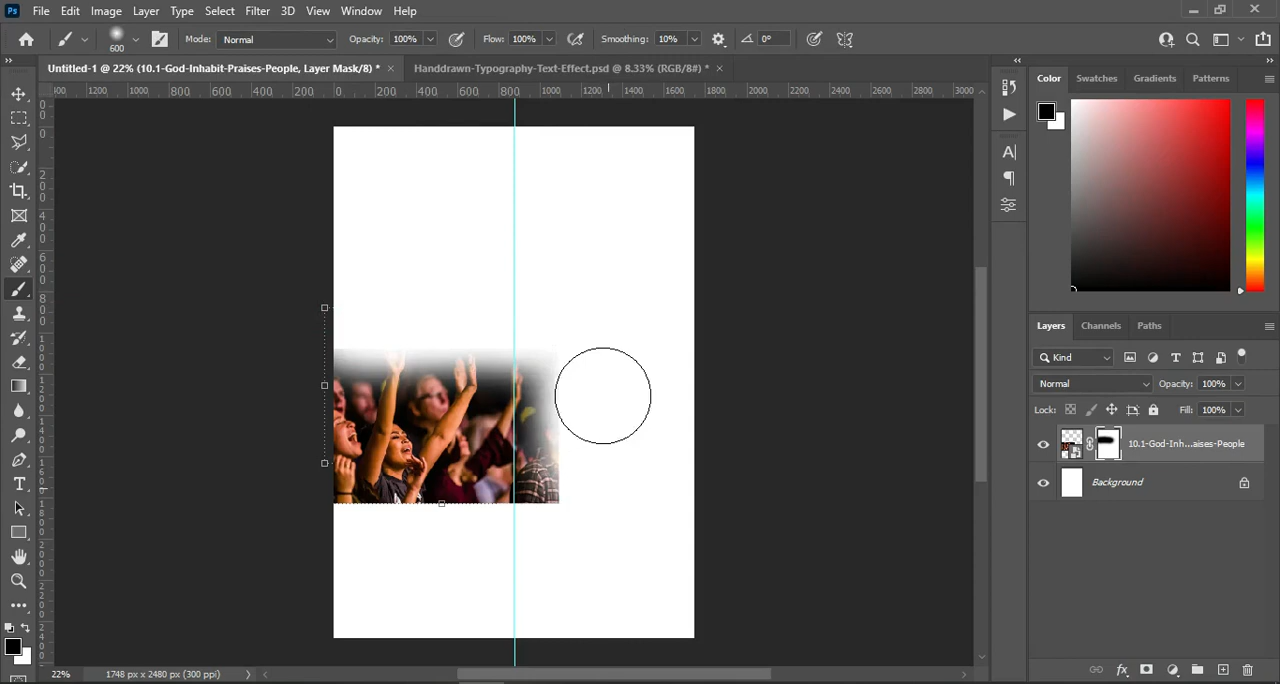 Ps File Edit Image Layer Type Select Filter 3D View Window Help
600 Mode: Normal Opacity: 100% Flow: 100% Smoothing: 10% 0°
Untitled-1 @ 22% (10.1-God-Inhabit-Praises-People, Layer Mask/8) * × Handdrawn-Typography-Text-Effect.psd @ 8.33% (RGB/8#) * ×
1200 1000 800 600 400 200 0 200 400 600 800 1000 1200 1400 1600 1800 2000 2200 2400 2600 2800 3000
Color Swatches Gradients Patterns
Layers Channels Paths
Kind
Normal Opacity: 100%
Lock: Fill: 100%
10.1-God-Inh...aises-People
Background
22% 1748 px x 2480 px (300 ppi)